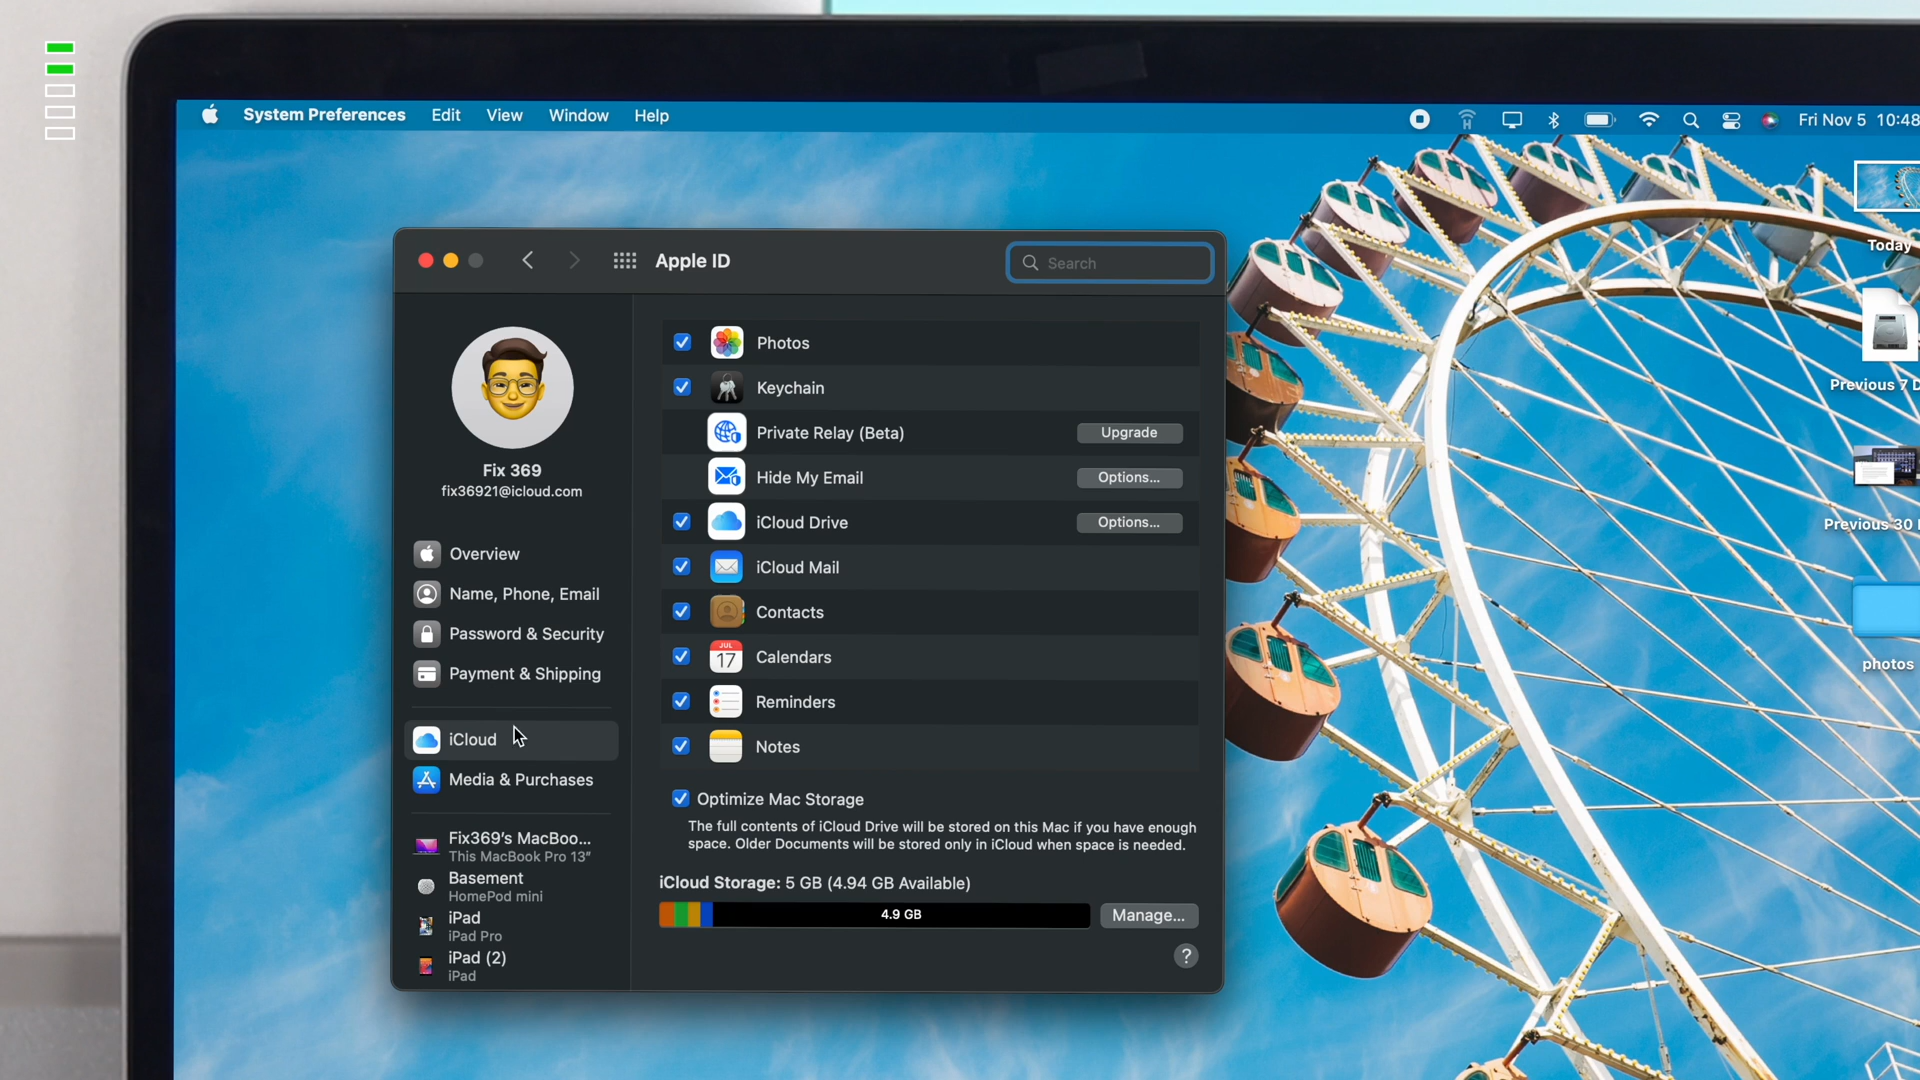 System Preferences Edit View Window Help
Fri Nov 5 10:48
Today
Previous 7 D
Previous 30
photos
Apple ID
Search
Fix 369
fix36921@icloud.com
Overview
Name, Phone, Email
Password & Security
Payment & Shipping
iCloud
Media & Purchases
Fix369's MacBoo...
This MacBook Pro 13"
Basement
HomePod mini
iPad
iPad Pro
iPad (2)
iPad
Photos
Keychain
Private Relay (Beta) Upgrade
Hide My Email Options...
iCloud Drive Options...
iCloud Mail
Contacts
JUL
17
Calendars
Reminders
Notes
Optimize Mac Storage
The full contents of iCloud Drive will be stored on this Mac if you have enough
space. Older Documents will be stored only in iCloud when space is needed.
iCloud Storage: 5 GB (4.94 GB Available)
4.9 GB
Manage...
?